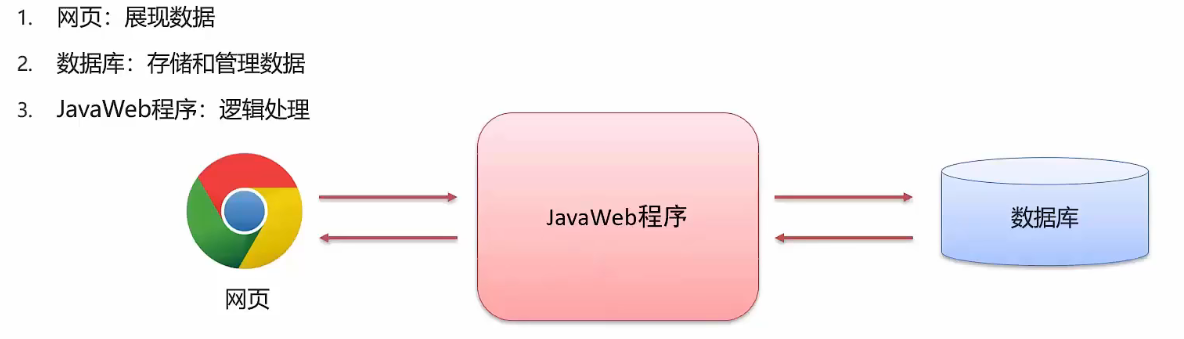 1. 网页：展现数据
2. 数据库：存储和管理数据
3. JavaWeb程序：逻辑处理
JavaWeb程序
数据库
网页